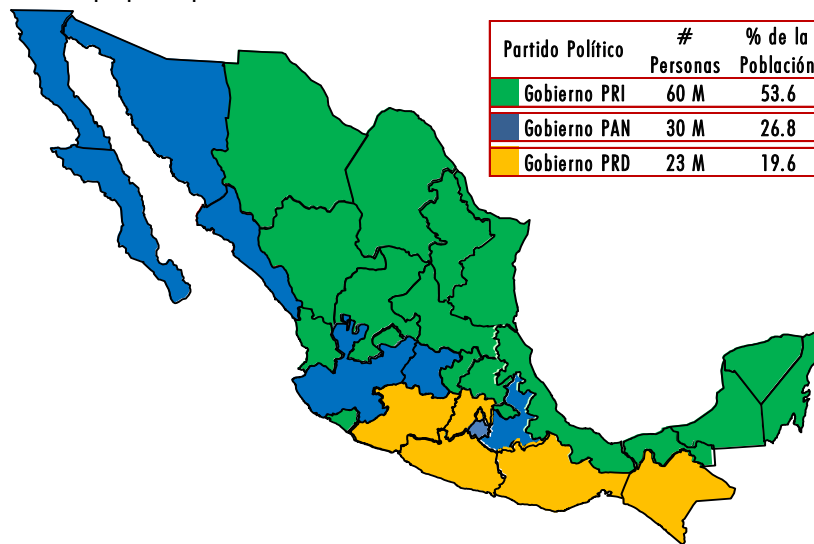 Partido Político # Personas % de la Población
Gobierno PRI 60 M 53.6
Gobierno PAN 30 M 26.8
Gobierno PRD 23 M 19.6